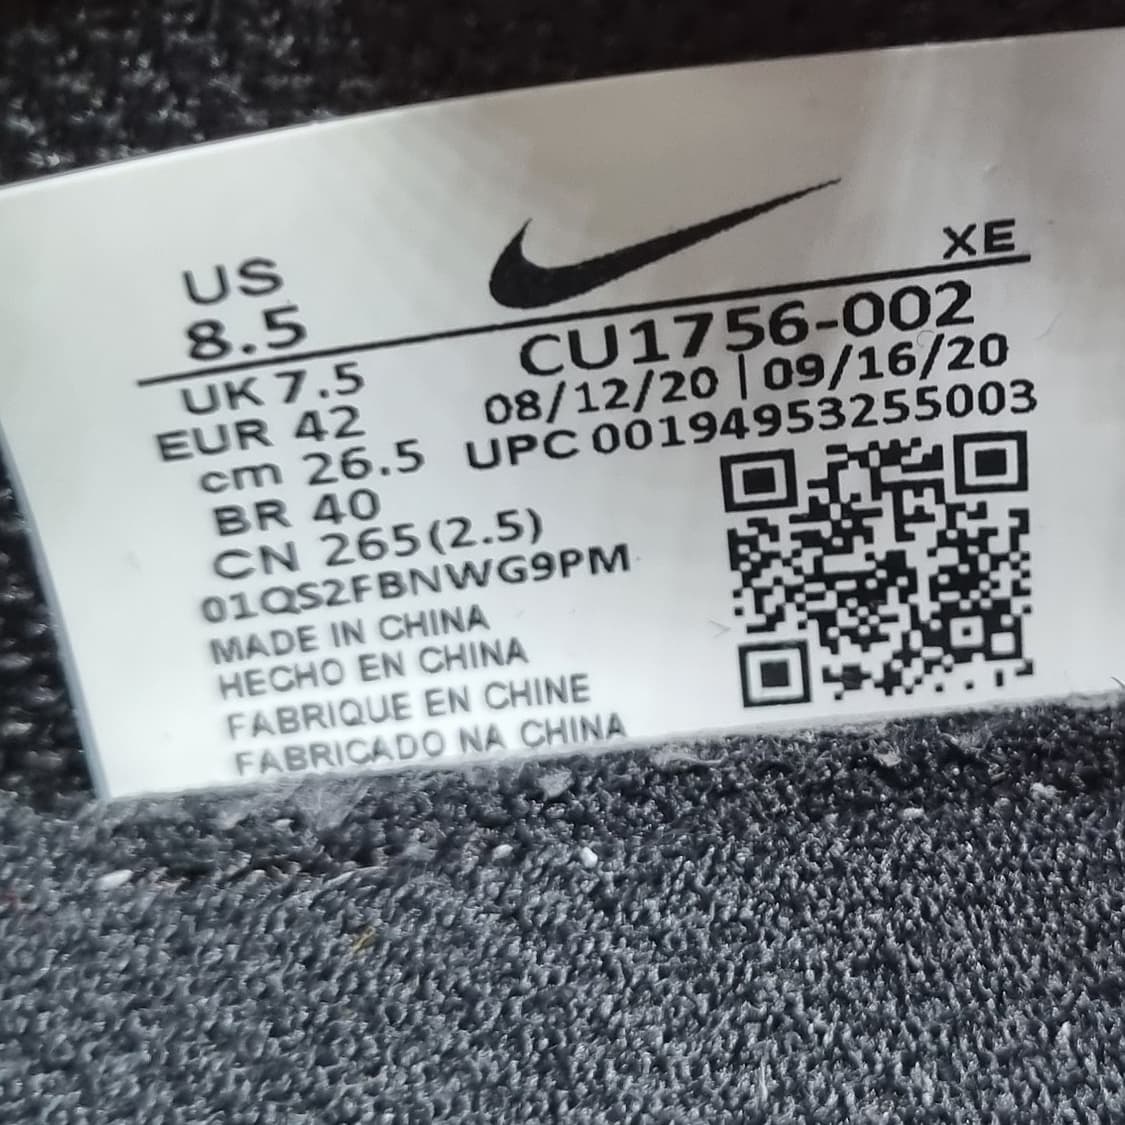 XE
US
8.5
CU1756-002
UK 7.5
08/12/20 | 09/16/20
EUR 42
UPC 00194953255003
cm 26.5
BR 40
CN 265(2.5)
01QS2FBNWG9PM
MADE IN CHINA
HECHO EN CHINA
FABRIQUE EN CHINE
FABRICADO NA CHINA